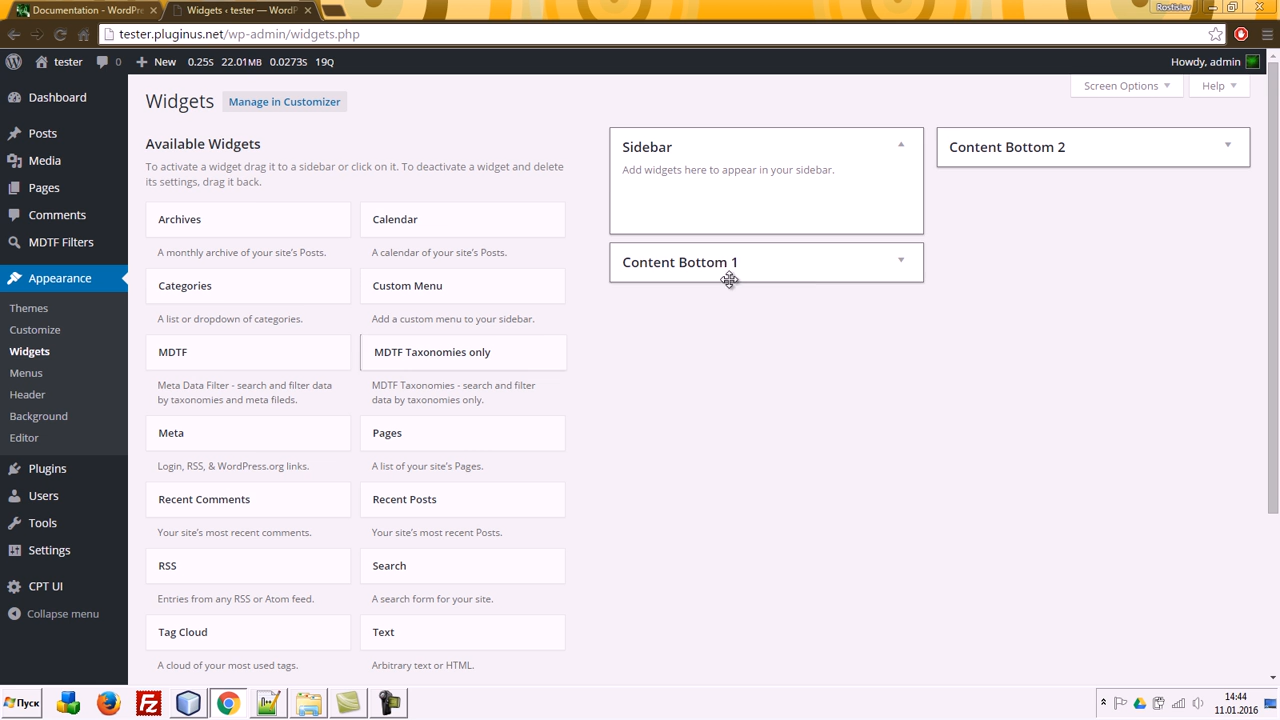 Documentation - WordPre
Widgets ‹ tester — WordP
Rostislav
tester.pluginus.net/wp-admin/widgets.php
tester
0
New
0.25s
22.01MB
0.0273s
19Q
Howdy, admin
Screen Options
Help
Widgets
Manage in Customizer
Dashboard
Posts
Media
Pages
Comments
MDTF Filters
Appearance
Themes
Customize
Widgets
Menus
Header
Background
Editor
Plugins
Users
Tools
Settings
CPT UI
Collapse menu
Available Widgets
To activate a widget drag it to a sidebar or click on it. To deactivate a widget and delete
its settings, drag it back.
Archives
A monthly archive of your site's Posts.
Calendar
A calendar of your site's Posts.
Categories
A list or dropdown of categories.
Custom Menu
Add a custom menu to your sidebar.
MDTF
Meta Data Filter - search and filter data
by taxonomies and meta fileds.
MDTF Taxonomies only
MDTF Taxonomies - search and filter
data by taxonomies only.
Meta
Login, RSS, & WordPress.org links.
Pages
A list of your site's Pages.
Recent Comments
Your site's most recent comments.
Recent Posts
Your site's most recent Posts.
RSS
Entries from any RSS or Atom feed.
Search
A search form for your site.
Tag Cloud
A cloud of your most used tags.
Text
Arbitrary text or HTML.
Sidebar
Add widgets here to appear in your sidebar.
Content Bottom 1
Content Bottom 2
Пуск
14:44
11.01.2016